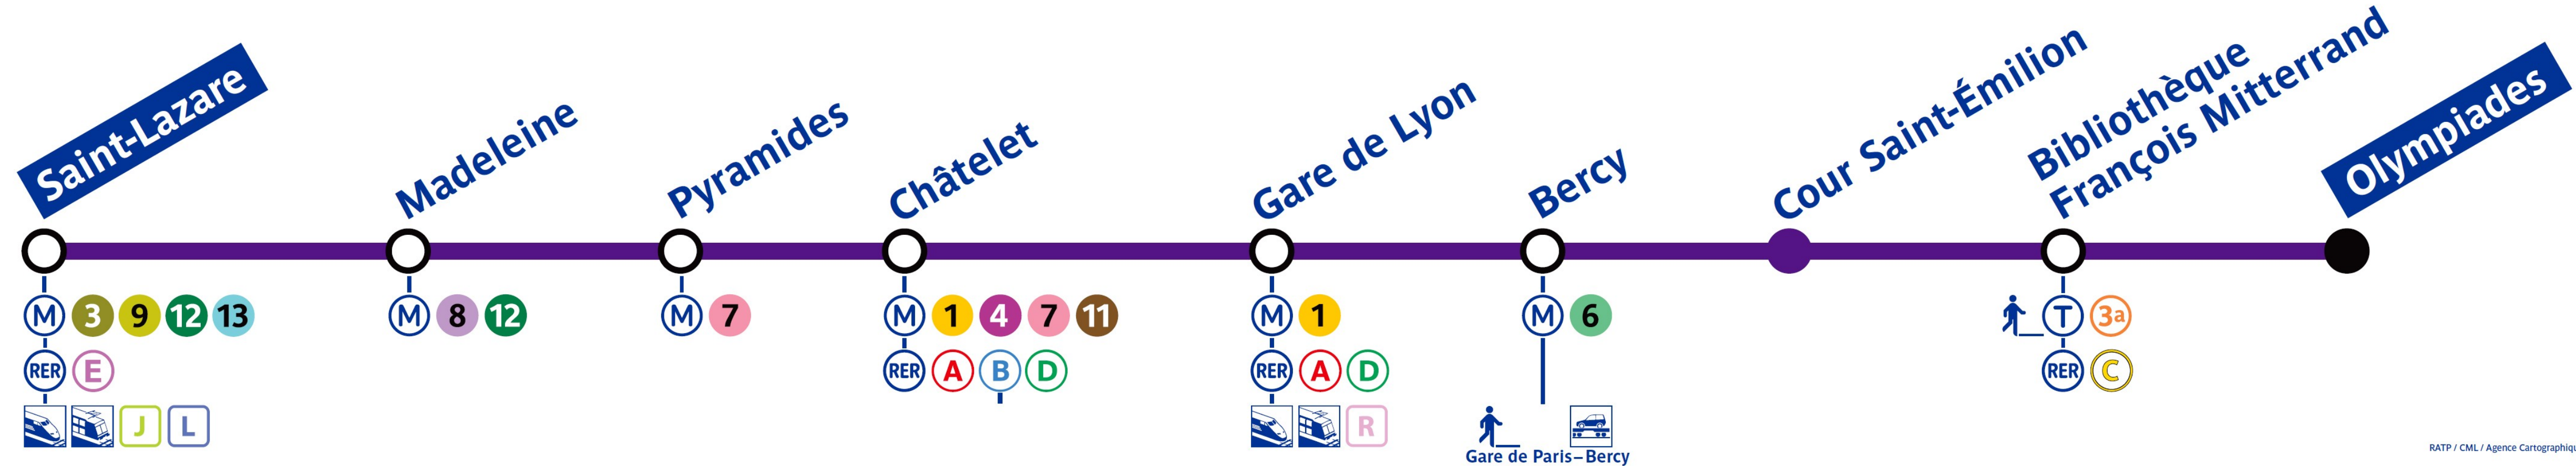 Saint-Lazare
Madeleine
Pyramides
Châtelet
Gare de Lyon
Bercy
Cour Saint-Émilion
Bibliothèque
François Mitterrand
Olympiades
M 3 9 12 13
RER E
J L
M 8 12
M 7
M 1 4 7 11
RER A B D
M 1
RER A D
R
M 6
Gare de Paris–Bercy
T 3a
RER C
RATP / CML / Agence Cartographiqu